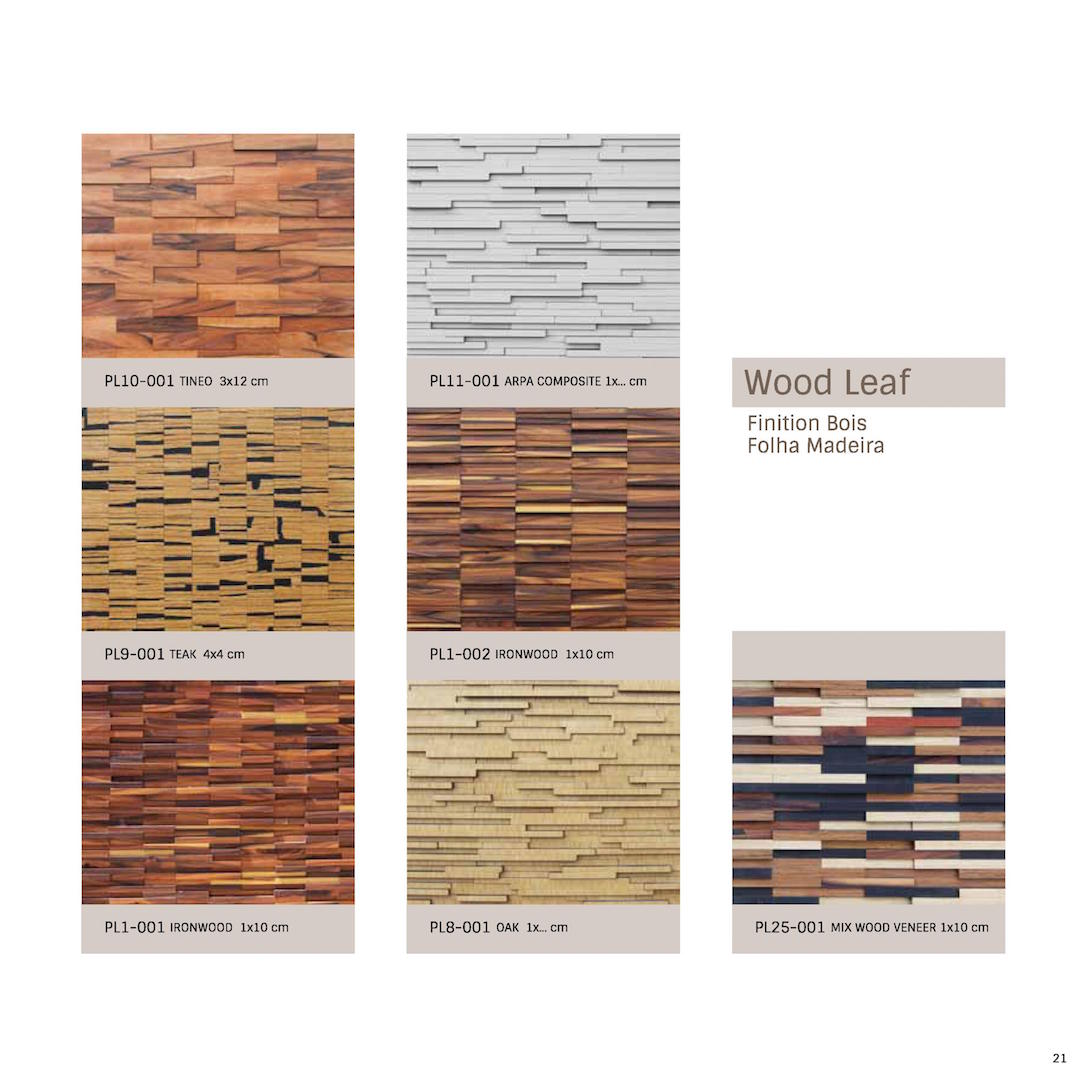 PL10-001 TINEO 3x12 cm
PL11-001 ARPA COMPOSITE 1x... cm
Wood Leaf
Finition Bois
Folha Madeira
PL9-001 TEAK 4x4 cm
PL1-002 IRONWOOD 1x10 cm
PL1-001 IRONWOOD 1x10 cm
PL8-001 OAK 1x... cm
PL25-001 MIX WOOD VENEER 1x10 cm
21